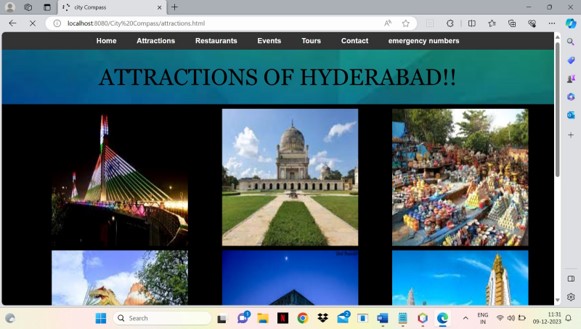 city Compass
localhost:8080/City%20Compass/attractions.html
Home Attractions Restaurants Events Tours Contact emergency numbers
ATTRACTIONS OF HYDERABAD!!
Search
ENG
IN
11:31
09-12-2023